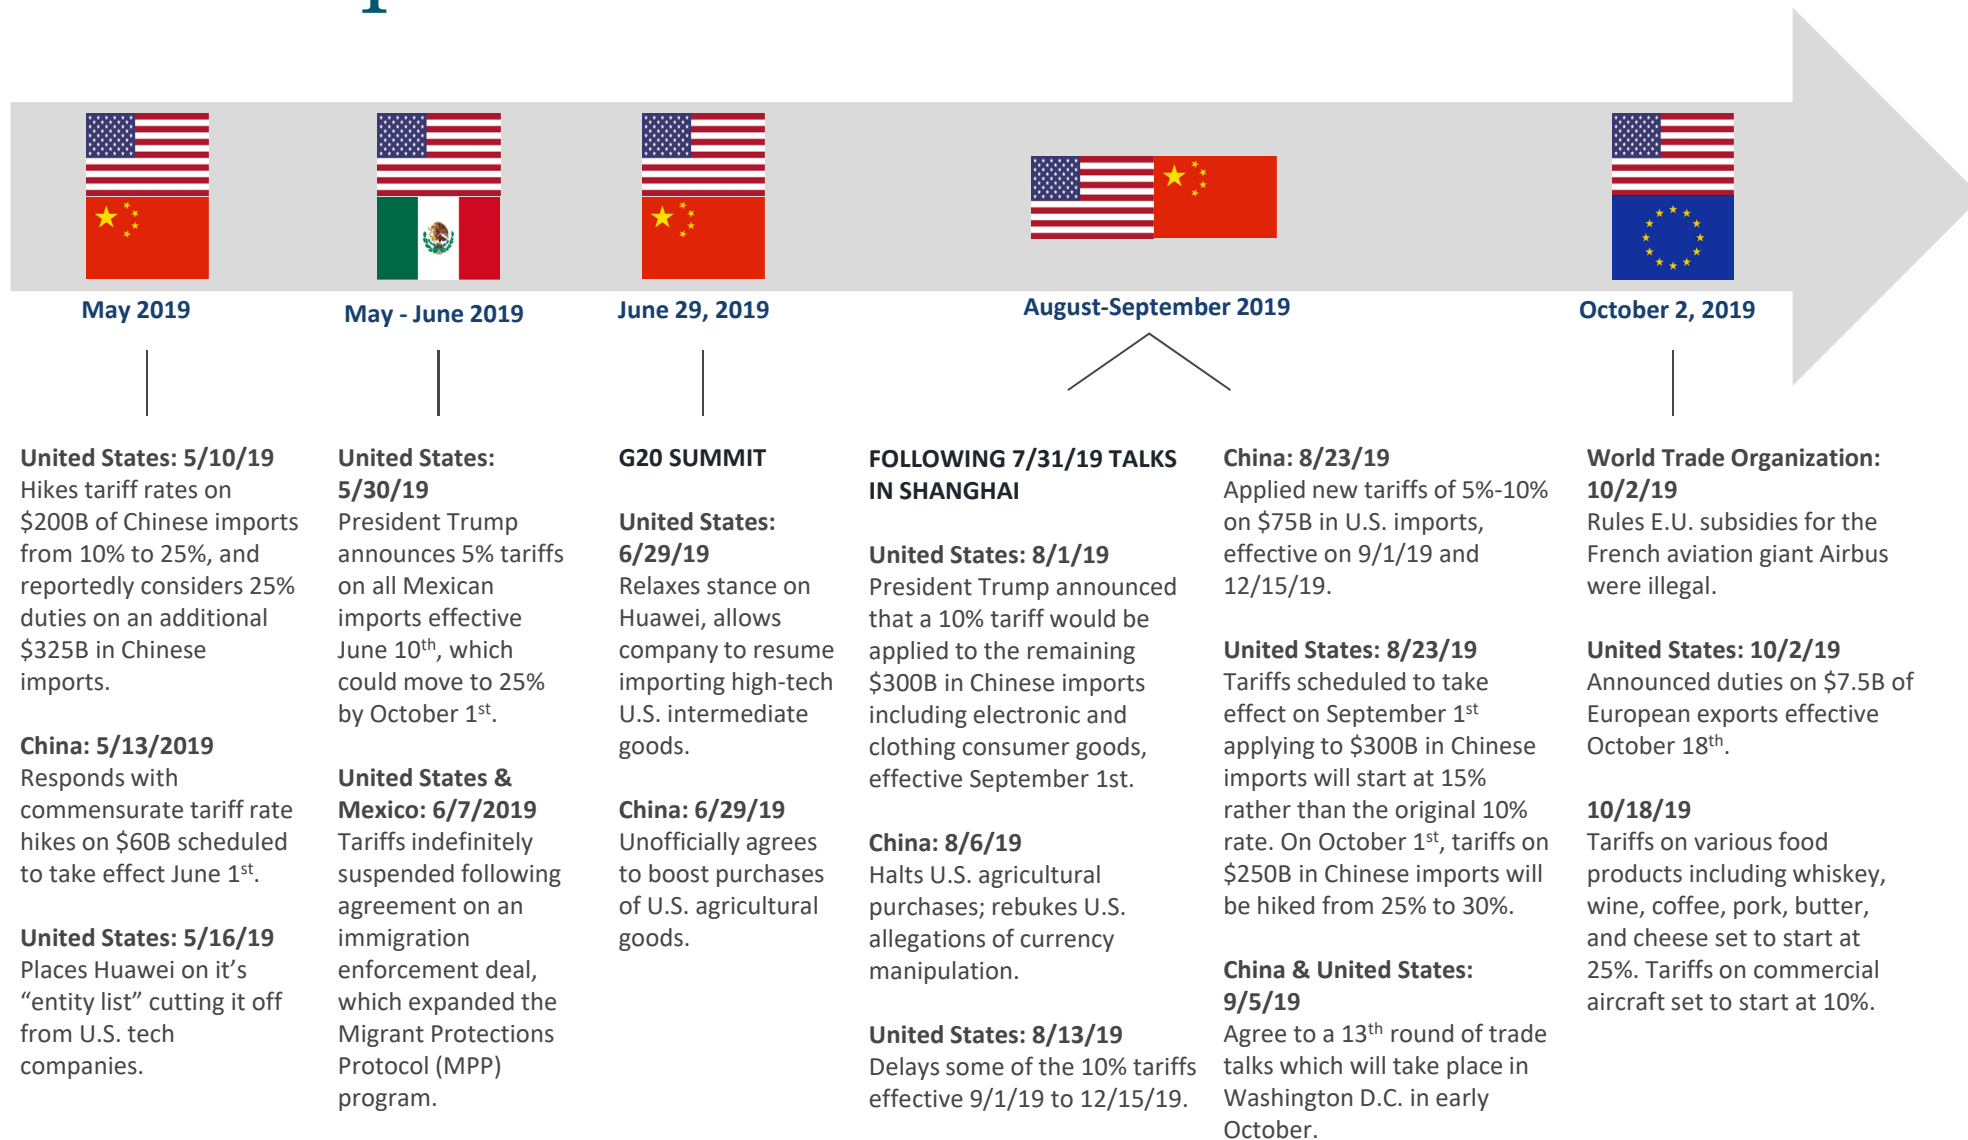 May 2019
May - June 2019
June 29, 2019
August-September 2019
October 2, 2019
United States: 5/10/19
Hikes tariff rates on
$200B of Chinese imports
from 10% to 25%, and
reportedly considers 25%
duties on an additional
$325B in Chinese
imports.
China: 5/13/2019
Responds with
commensurate tariff rate
hikes on $60B scheduled
to take effect June 1st.
United States: 5/16/19
Places Huawei on it’s
“entity list” cutting it off
from U.S. tech
companies.
United States:
5/30/19
President Trump
announces 5% tariffs
on all Mexican
imports effective
June 10th, which
could move to 25%
by October 1st.
United States &
Mexico: 6/7/2019
Tariffs indefinitely
suspended following
agreement on an
immigration
enforcement deal,
which expanded the
Migrant Protections
Protocol (MPP)
program.
G20 SUMMIT
United States:
6/29/19
Relaxes stance on
Huawei, allows
company to resume
importing high-tech
U.S. intermediate
goods.
China: 6/29/19
Unofficially agrees
to boost purchases
of U.S. agricultural
goods.
FOLLOWING 7/31/19 TALKS
IN SHANGHAI
United States: 8/1/19
President Trump announced
that a 10% tariff would be
applied to the remaining
$300B in Chinese imports
including electronic and
clothing consumer goods,
effective September 1st.
China: 8/6/19
Halts U.S. agricultural
purchases; rebukes U.S.
allegations of currency
manipulation.
United States: 8/13/19
Delays some of the 10% tariffs
effective 9/1/19 to 12/15/19.
China: 8/23/19
Applied new tariffs of 5%-10%
on $75B in U.S. imports,
effective on 9/1/19 and
12/15/19.
United States: 8/23/19
Tariffs scheduled to take
effect on September 1st
applying to $300B in Chinese
imports will start at 15%
rather than the original 10%
rate. On October 1st, tariffs on
$250B in Chinese imports will
be hiked from 25% to 30%.
China & United States:
9/5/19
Agree to a 13th round of trade
talks which will take place in
Washington D.C. in early
October.
World Trade Organization:
10/2/19
Rules E.U. subsidies for the
French aviation giant Airbus
were illegal.
United States: 10/2/19
Announced duties on $7.5B of
European exports effective
October 18th.
10/18/19
Tariffs on various food
products including whiskey,
wine, coffee, pork, butter,
and cheese set to start at
25%. Tariffs on commercial
aircraft set to start at 10%.